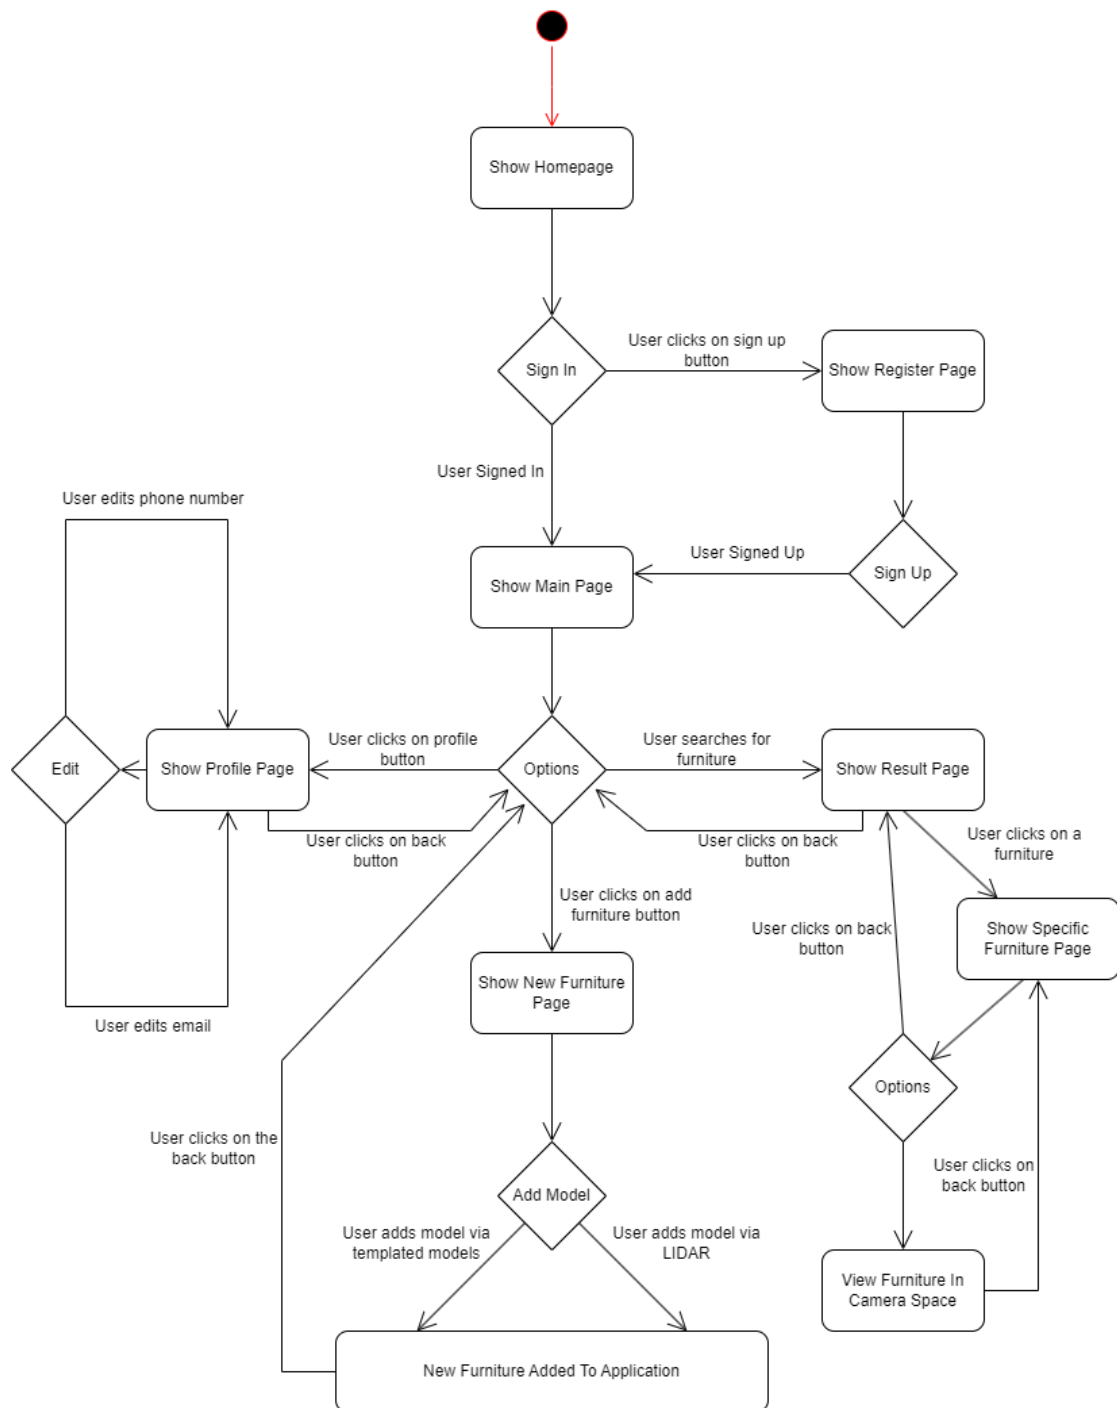 Show Homepage
User clicks on sign up
button
Sign In
Show Register Page
User Signed In
User edits phone number
User Signed Up
Show Main Page
Sign Up
User clicks on profile
button
User searches for
furniture
Edit
Show Profile Page
Options
Show Result Page
User clicks on back
button
User clicks on back
button
User clicks on a
furniture
User clicks on add
furniture button
User clicks on back
button
Show Specific
Furniture Page
Show New Furniture
Page
User edits email
Options
User clicks on the
back button
User clicks on
back button
Add Model
User adds model via
templated models
User adds model via
LIDAR
View Furniture In
Camera Space
New Furniture Added To Application